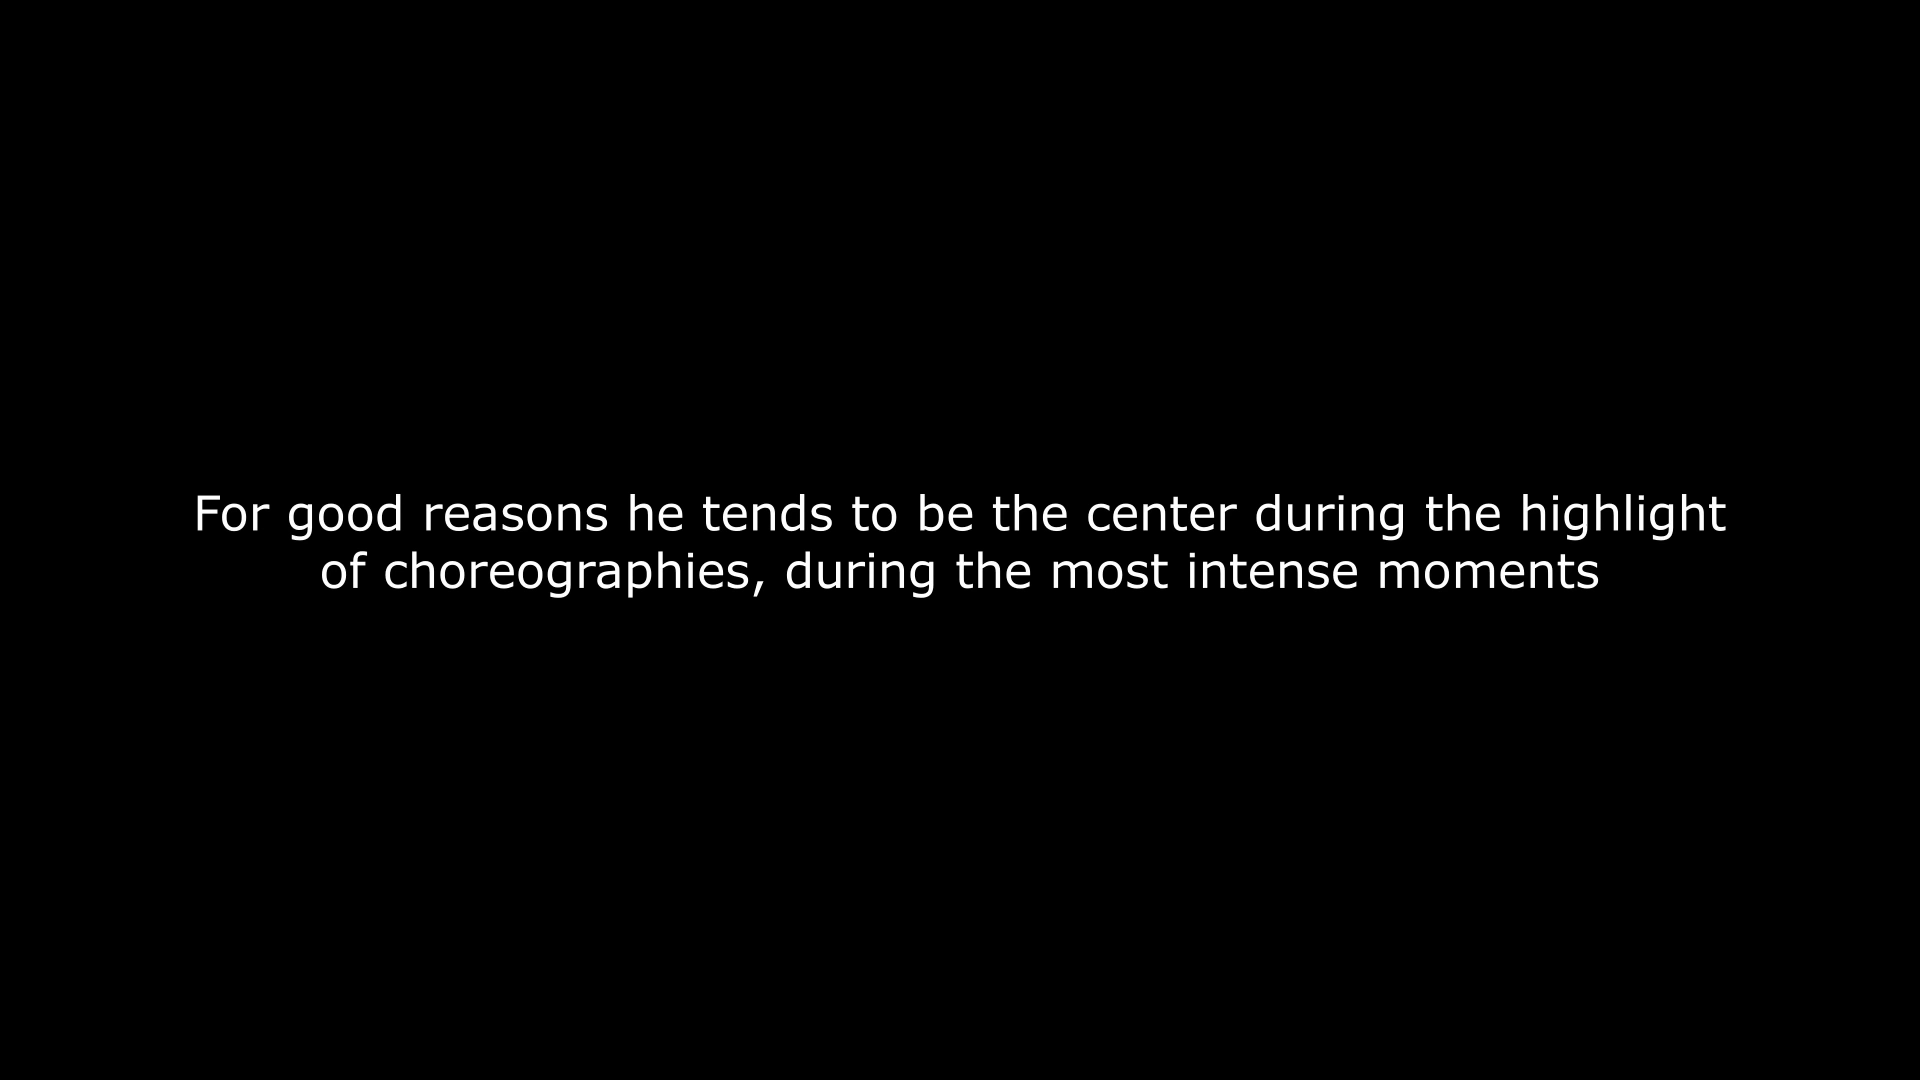 For good reasons he tends to be the center during the highlight
of choreographies, during the most intense moments